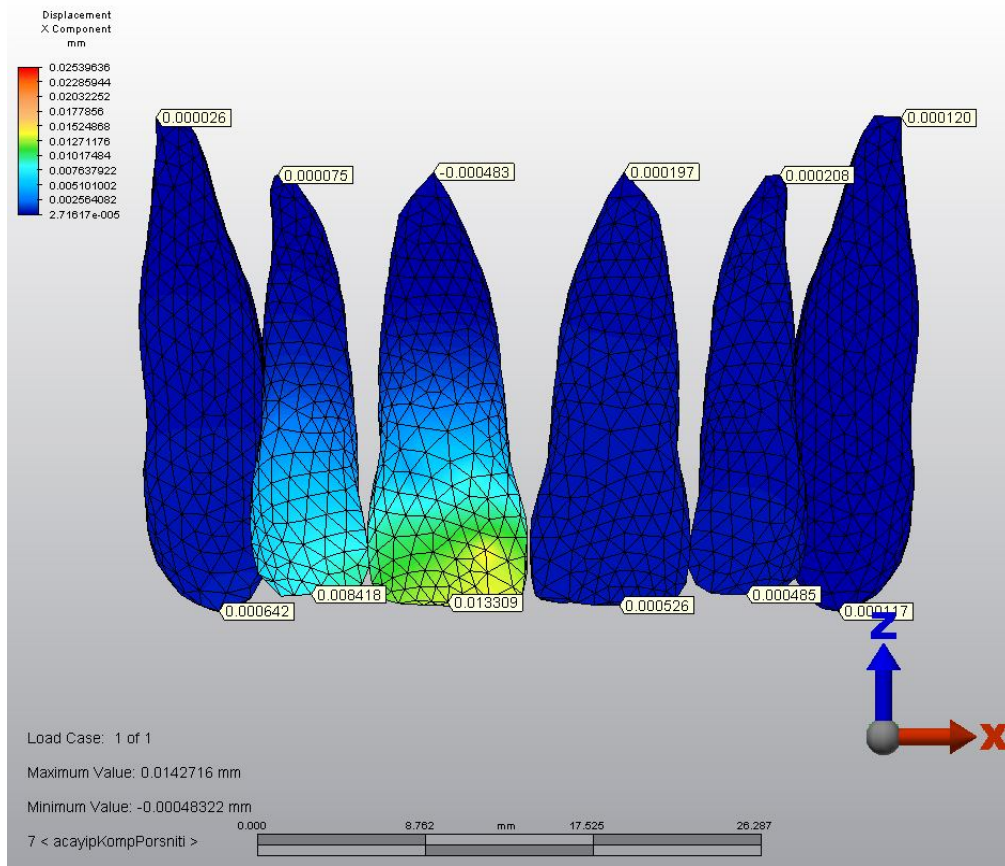 Displacement
X Component
mm
0.02539636
0.02285944
0.02032252
0.0177856
0.01524868
0.01271176
0.01017484
0.007637922
0.005101002
0.002564082
2.71617e-005
0.000026
0.000120
0.000075
-0.000483
0.000197
0.000208
0.000642
0.008418
0.013309
0.000526
0.000485
0.000117
Z
X
Load Case: 1 of 1
Maximum Value: 0.0142716 mm
Minimum Value: -0.00048322 mm
0.000 8.762 mm 17.525 26.287
7 < acayipKompPorsniti >